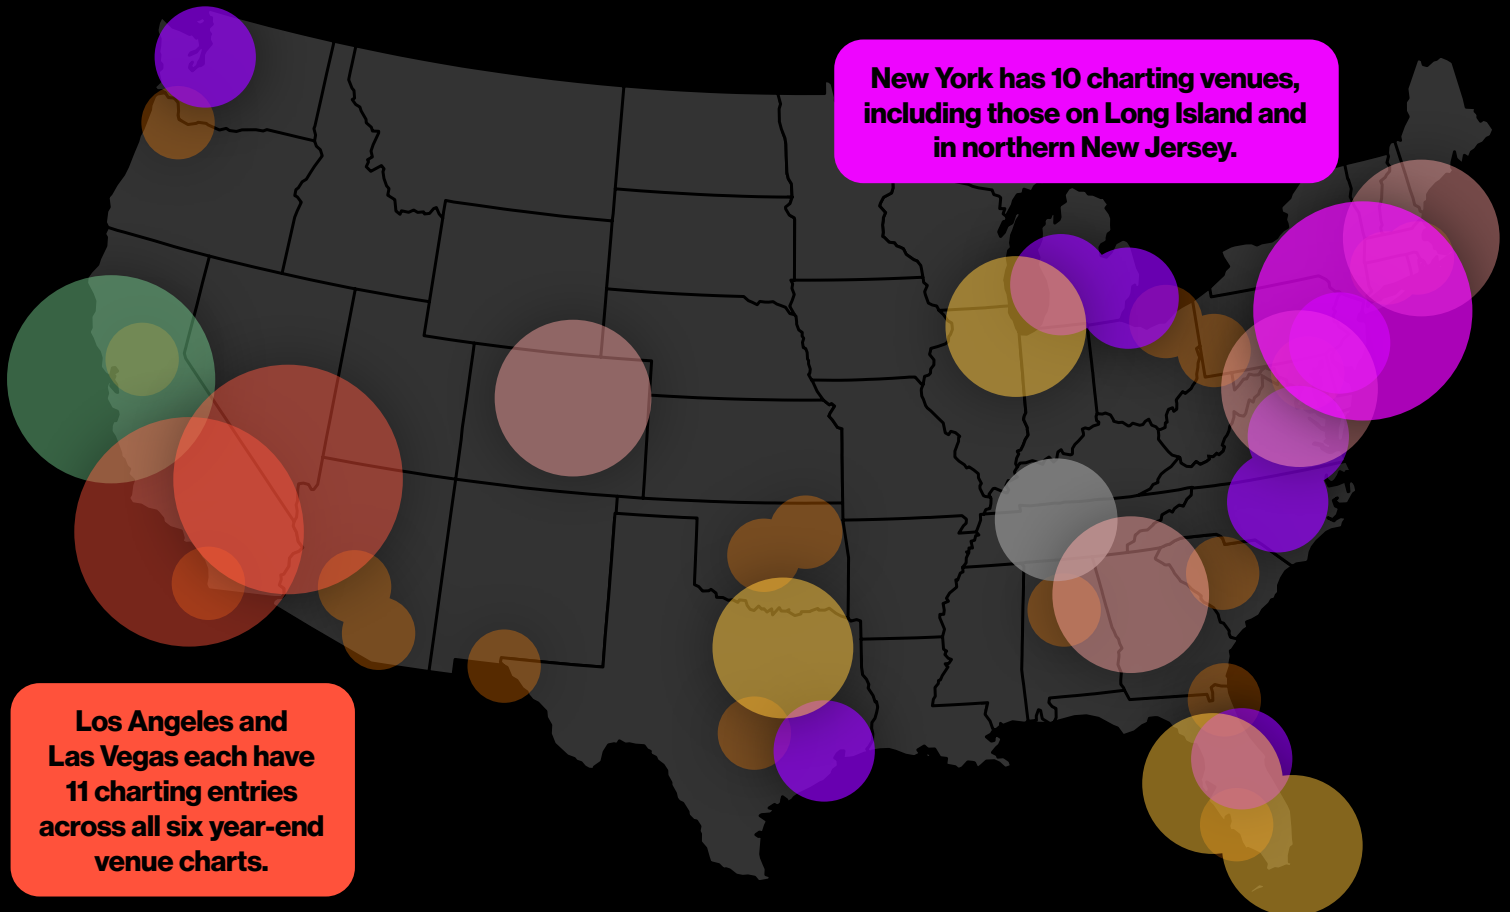 New York has 10 charting venues,
including those on Long Island and
in northern New Jersey.
Los Angeles and
Las Vegas each have
11 charting entries
across all six year-end
venue charts.